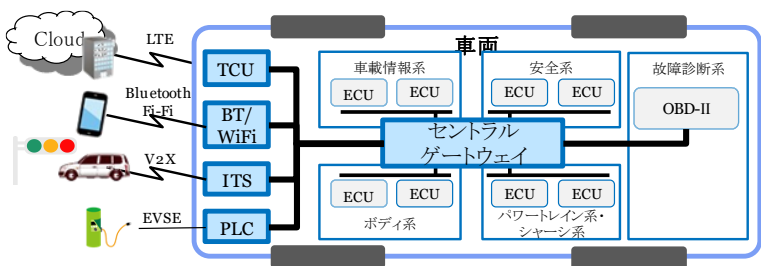 Cloud
LTE
Bluetooth
Fi-Fi
V2X
EVSE
TCU
BT/
WiFi
ITS
PLC
車両
車載情報系
ECU
ECU
安全系
ECU
ECU
故障診断系
OBD-II
セントラル
ゲートウェイ
ECU
ECU
ボディ系
ECU
ECU
パワートレイン系・
シャーシ系